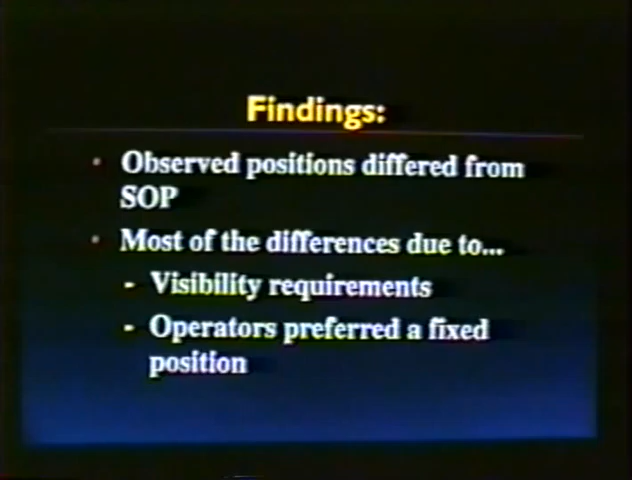 Findings:
• Observed positions differed from
SOP
• Most of the differences due to...
- Visibility requirements
- Operators preferred a fixed
position